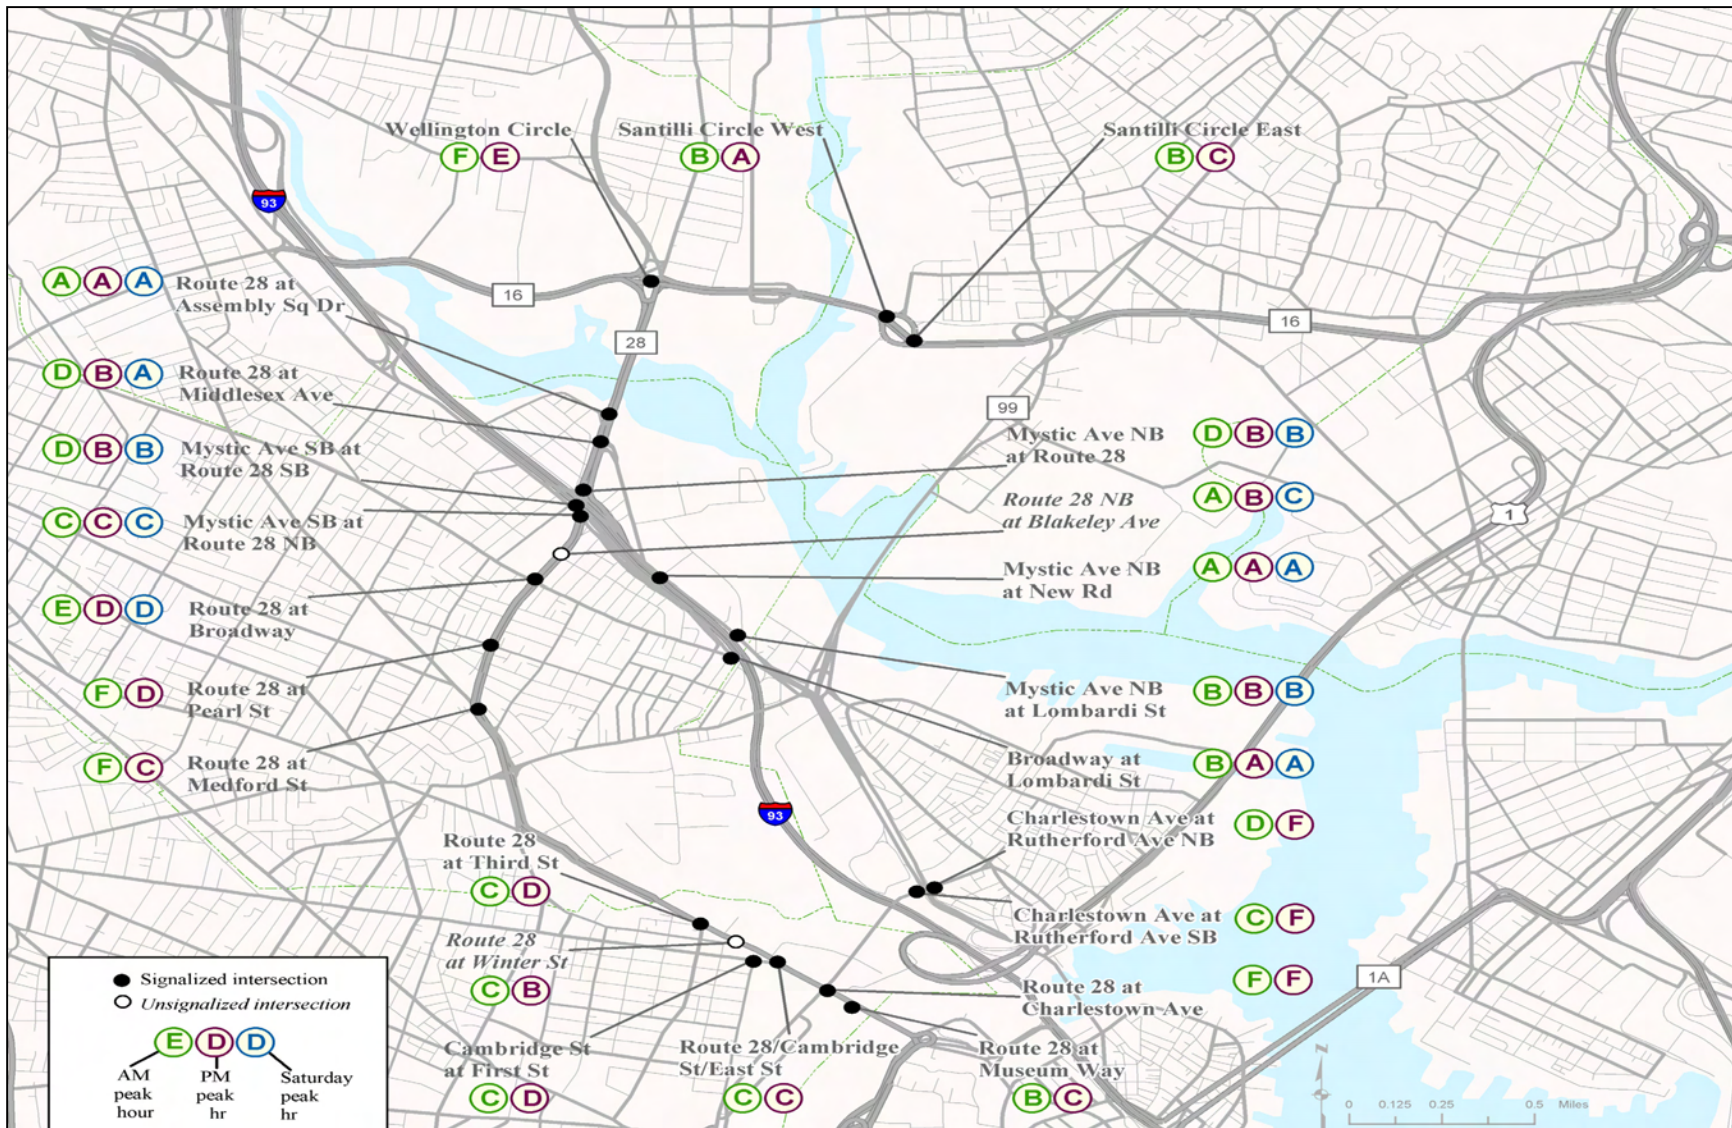 Wellington Circle
F E
Santilli Circle West
B A
Santilli Circle East
B C
93
16
28
16
99
1
93
1A
A A A
Route 28 at
Assembly Sq Dr
D B A
Route 28 at
Middlesex Ave
D B B
Mystic Ave SB at
Route 28 SB
C C C
Mystic Ave SB at
Route 28 NB
E D D
Route 28 at
Broadway
F D
Route 28 at
Pearl St
F C
Route 28 at
Medford St
Mystic Ave NB
at Route 28
D B B
Route 28 NB
at Blakeley Ave
A B C
Mystic Ave NB
at New Rd
A A A
Mystic Ave NB
at Lombardi St
B B B
Broadway at
Lombardi St
B A A
Charlestown Ave at
Rutherford Ave NB
D F
Charlestown Ave at
Rutherford Ave SB
C F
Route 28 at
Charlestown Ave
F F
Route 28
at Third St
C D
Route 28
at Winter St
C B
Cambridge St
at First St
C D
Route 28/Cambridge
St/East St
C C
Route 28 at
Museum Way
B C
Signalized intersection
Unsignalized intersection
E D D
AM
peak
hour
PM
peak
hr
Saturday
peak
hr
N
0 0.125 0.25 0.5 Miles